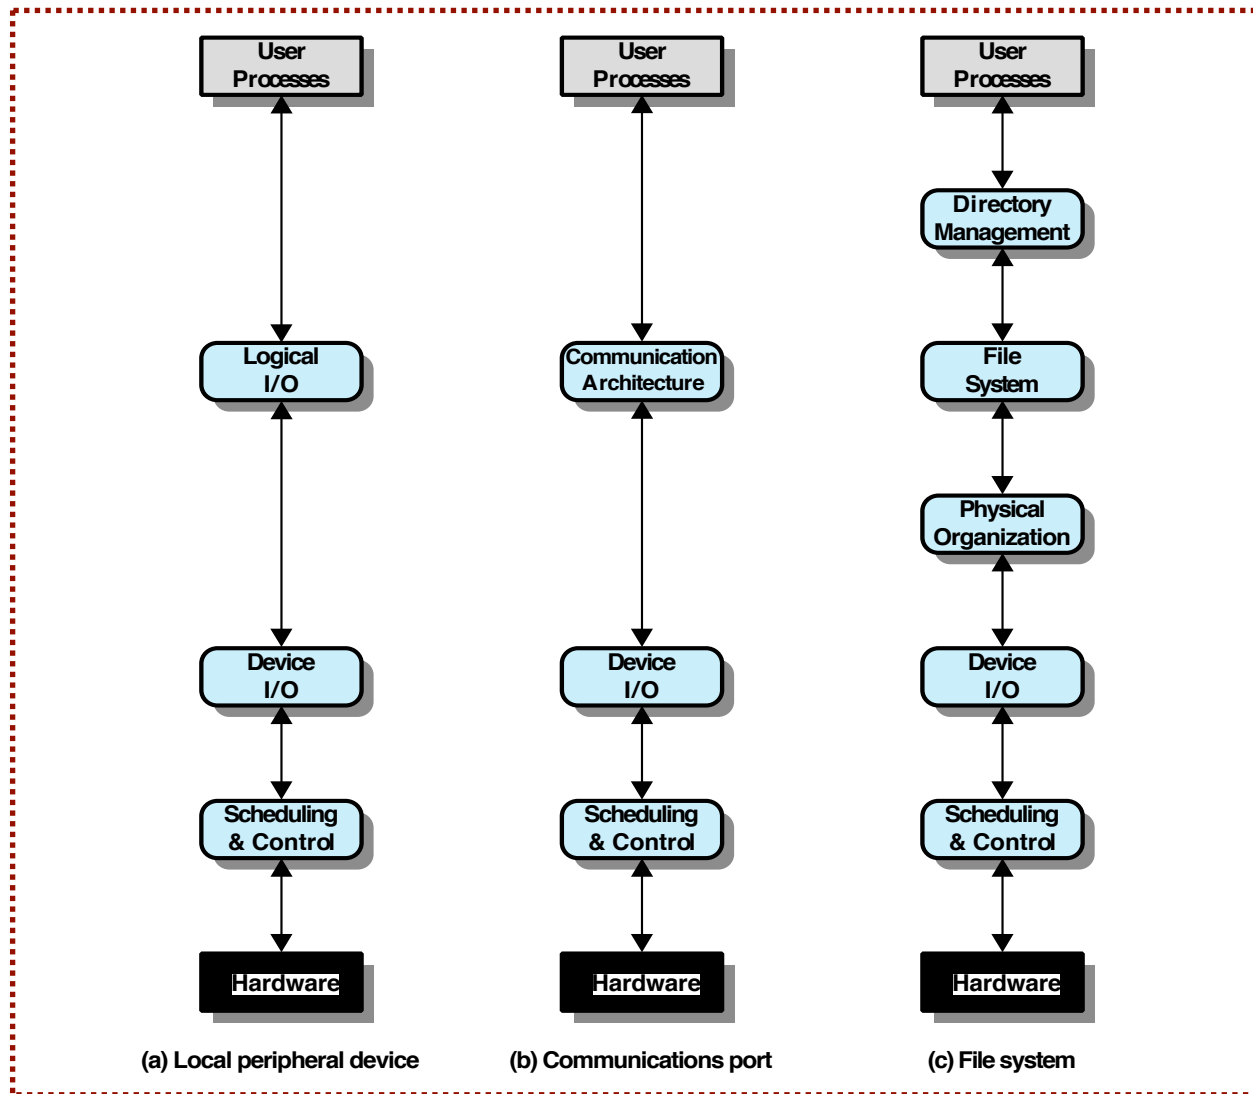 User
Processes
Logical
I/O
Device
I/O
Scheduling
& Control
Hardware
(a) Local peripheral device
User
Processes
Communication
Architecture
Device
I/O
Scheduling
& Control
Hardware
(b) Communications port
User
Processes
Directory
Management
File
System
Physical
Organization
Device
I/O
Scheduling
& Control
Hardware
(c) File system